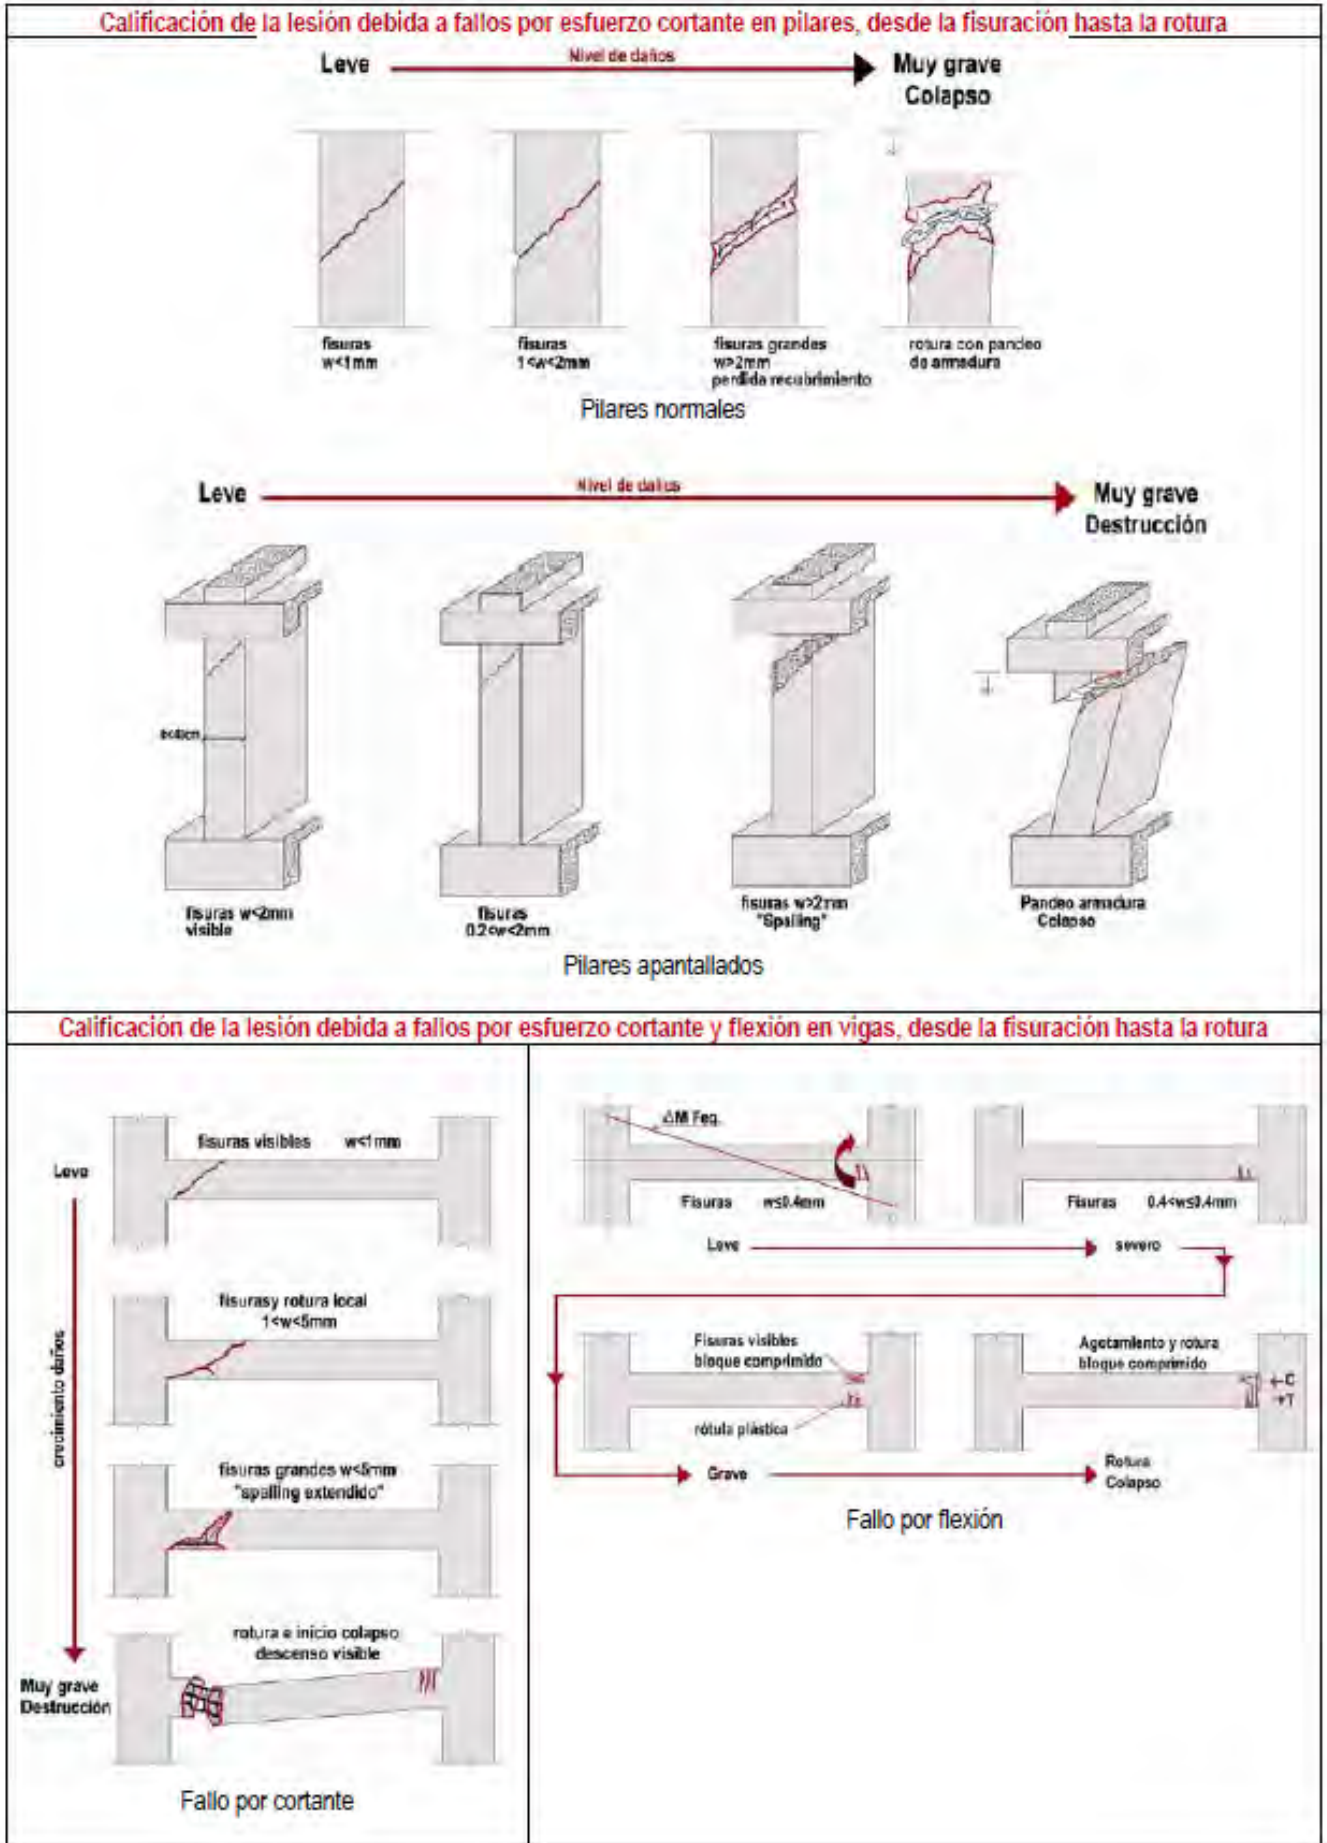 Calificación de la lesión debida a fallos por esfuerzo cortante en pilares, desde la fisuración hasta la rotura
Leve
Nivel de daños
Muy grave
Colapso
fisuras
w<1mm
fisuras
1<w<2mm
fisuras grandes
w>2mm
perdida recubrimiento
rotura con pandeo
de armadura
Pilares normales
Leve
Nivel de daños
Muy grave
Destrucción
fisuras w<2mm
visible
fisuras
0.2<w<2mm
fisuras w>2mm
"Spalling"
Pandeo armadura
Colapso
Pilares apantallados
Calificación de la lesión debida a fallos por esfuerzo cortante y flexión en vigas, desde la fisuración hasta la rotura
Leve
crecimiento daños
Muy grave
Destrucción
fisuras visibles w<1mm
fisurasy rotura local
1<w<5mm
fisuras grandes w<5mm
"spalling extendido"
rotura e inicio colapso
descenso visible
Fallo por cortante
ΔM Feq.
Fisuras w≤0.4mm
Fisuras 0.4<w≤0.4mm
Leve
severo
Fisuras visibles
bloque comprimido
rótula plástica
Agotamiento y rotura
bloque comprimido
←C
→T
Grave
Rotura
Colapso
Fallo por flexión